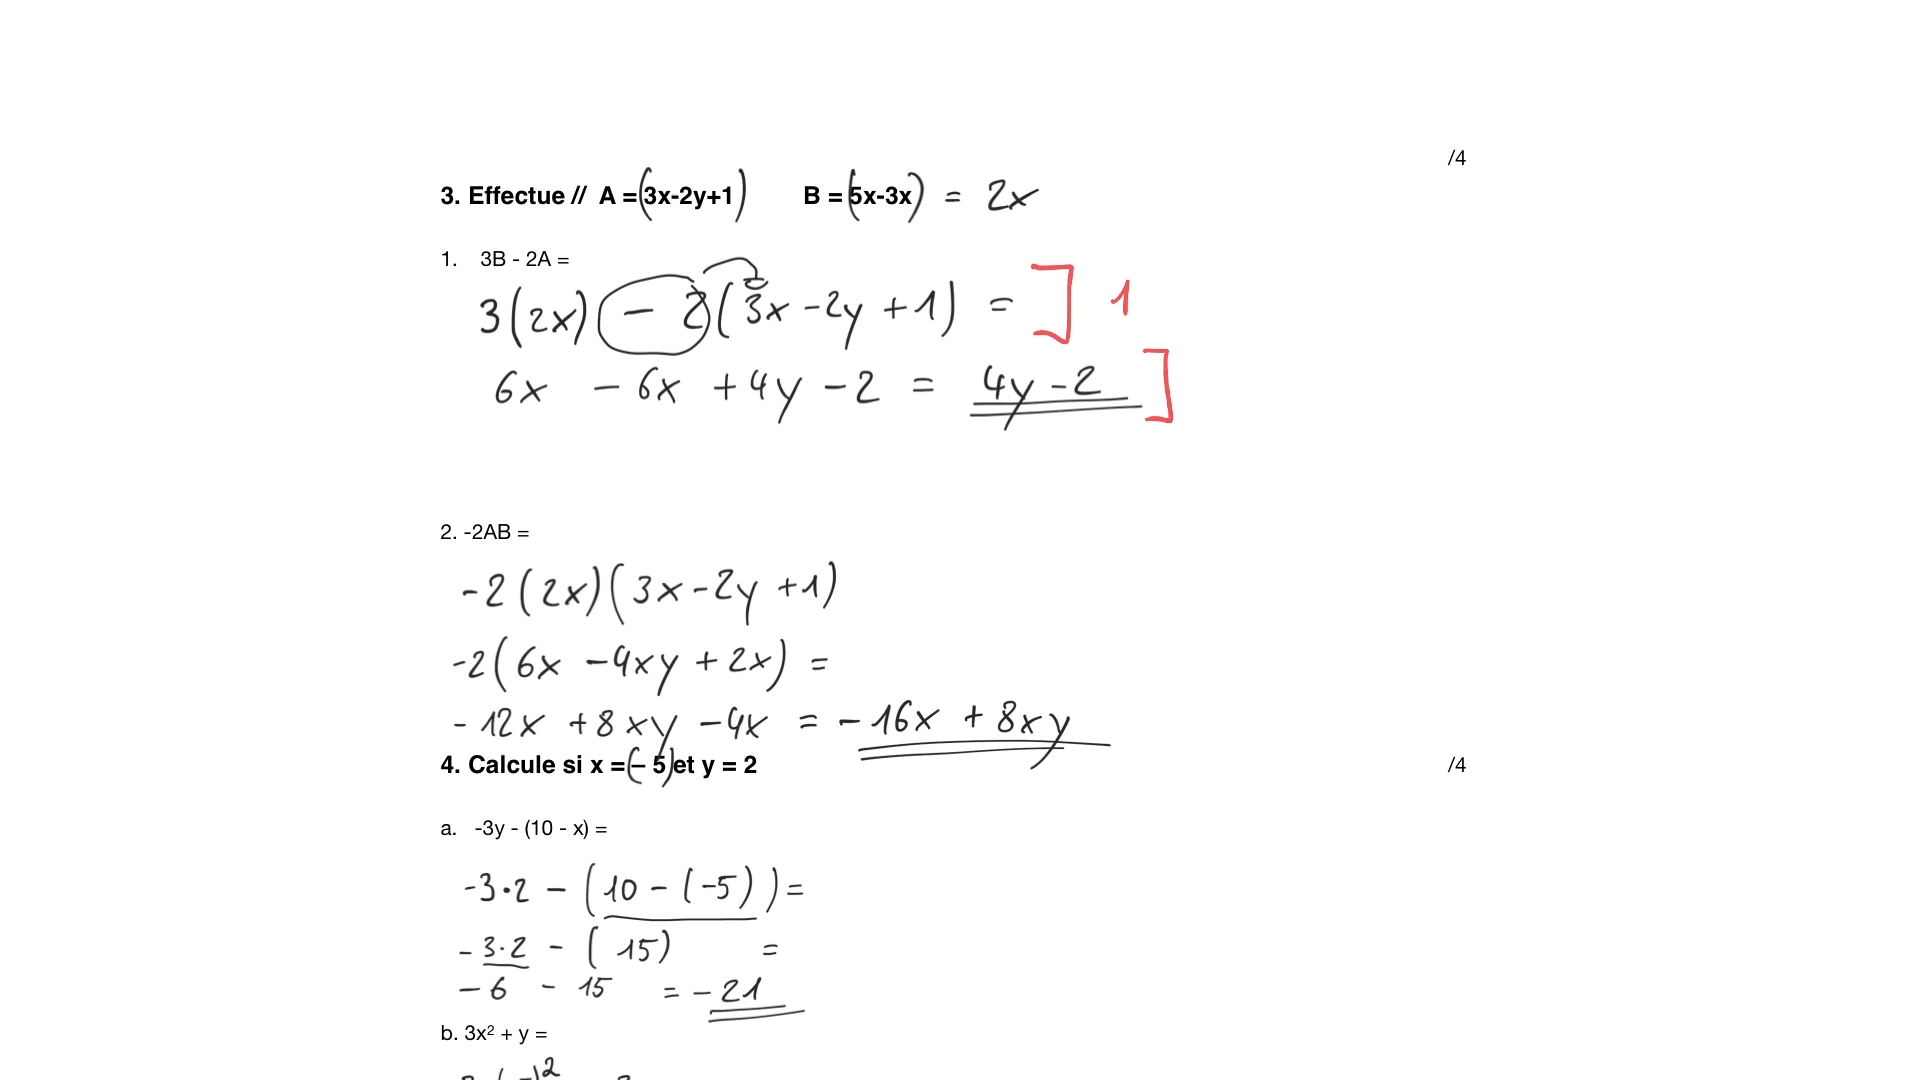 /4
3. Effectue // A =(3x-2y+1) B =(5x-3x) = 2x
1. 3B - 2A =
3(2x) - 2(3x -2y +1) = ] 1
6x - 6x +4y -2 = 4y -2 ]
2. -2AB =
-2(2x)(3x-2y +1)
-2(6x -4xy + 2x) =
- 12x +8xy -4x = -16x + 8xy
4. Calcule si x =(– 5)et y = 2 /4
a. -3y - (10 - x) =
-3·2 - (10 - (-5)) =
- 3·2 - ( 15) =
- 6 - 15 = - 21
b. 3x² + y =